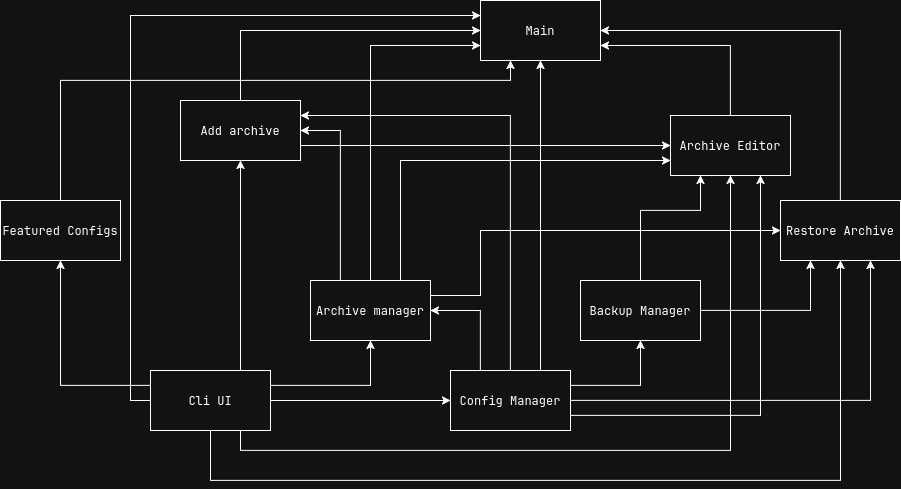 Main
Add archive
Archive Editor
Featured Configs
Restore Archive
Archive manager
Backup Manager
Cli UI
Config Manager